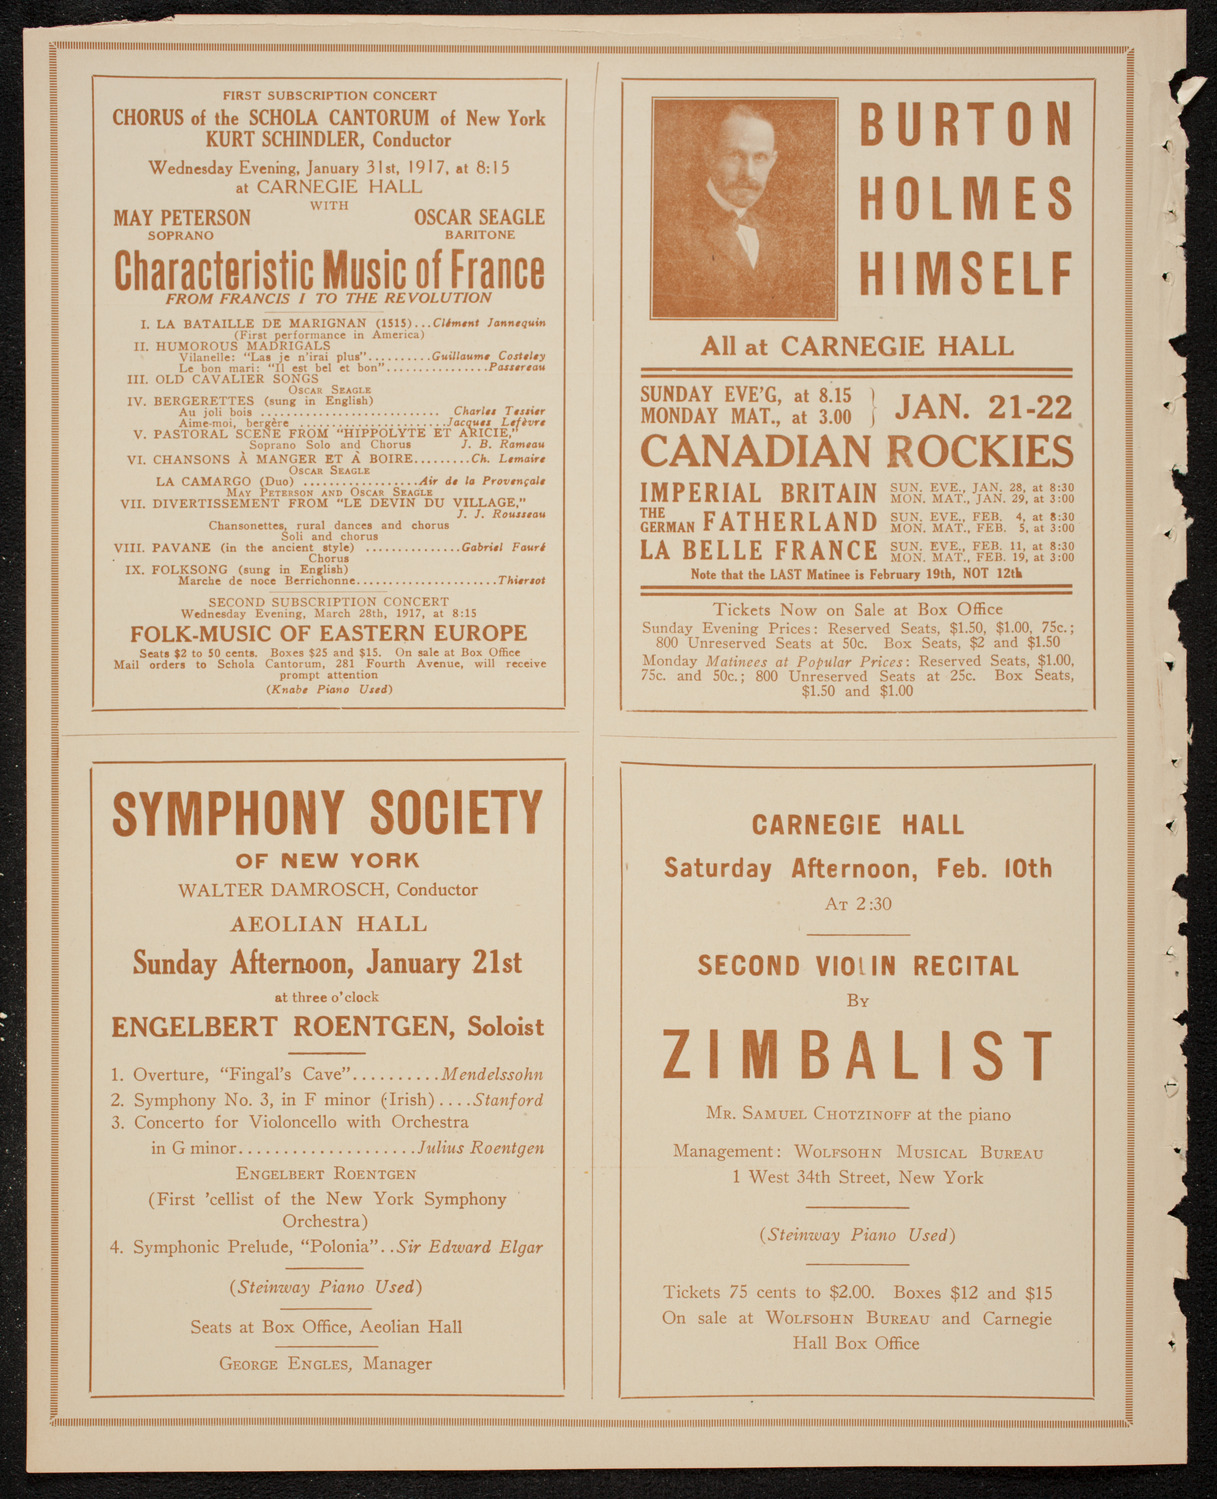 FIRST SUBSCRIPTION CONCERT
CHORUS of the SCHOLA CANTORUM of New York
KURT SCHINDLER, Conductor
Wednesday Evening, January 31st, 1917, at 8:15
at CARNEGIE HALL
WITH
MAY PETERSON OSCAR SEAGLE
SOPRANO BARITONE
Characteristic Music of France
FROM FRANCIS I TO THE REVOLUTION
I. LA BATAILLE DE MARIGNAN (1515)...Clément Jannequin
(First performance in America)
II. HUMOROUS MADRIGALS
Vilanelle: "Las je n'irai plus"..........Guillaume Costeley
Le bon mari: "Il est bel et bon"................Passereau
III. OLD CAVALIER SONGS
OSCAR SEAGLE
IV. BERGERETTES (sung in English)
Au joli bois ............................ Charles Tessier
Aime-moi, bergère .......................Jacques Lefèvre
V. PASTORAL SCENE FROM "HIPPOLYTE ET ARICIE,"
Soprano Solo and Chorus J. B. Rameau
VI. CHANSONS À MANGER ET À BOIRE.........Ch. Lemaire
OSCAR SEAGLE
LA CAMARGO (Duo) ..................Air de la Provençale
MAY PETERSON AND OSCAR SEAGLE
VII. DIVERTISSEMENT FROM "LE DEVIN DU VILLAGE,"
J. J. Rousseau
Chansonettes, rural dances and chorus
Soli and chorus
VIII. PAVANE (in the ancient style) ...............Gabriel Fauré
Chorus
IX. FOLKSONG (sung in English)
Marche de noce Berrichonne.......................Thiersot
SECOND SUBSCRIPTION CONCERT
Wednesday Evening, March 28th, 1917, at 8:15
FOLK-MUSIC OF EASTERN EUROPE
Seats $2 to 50 cents. Boxes $25 and $15. On sale at Box Office
Mail orders to Schola Cantorum, 281 Fourth Avenue, will receive
prompt attention
(Knabe Piano Used)
BURTON
HOLMES
HIMSELF
All at CARNEGIE HALL
SUNDAY EVE'G, at 8.15
MONDAY MAT., at 3.00 } JAN. 21-22
CANADIAN ROCKIES
IMPERIAL BRITAIN SUN. EVE., JAN. 28, at 8:30
MON. MAT., JAN. 29, at 3:00
THE GERMAN FATHERLAND SUN. EVE., FEB. 4, at 8:30
MON. MAT., FEB. 5, at 3:00
LA BELLE FRANCE SUN. EVE., FEB. 11, at 8:30
MON. MAT., FEB. 19, at 3:00
Note that the LAST Matinee is February 19th, NOT 12th
Tickets Now on Sale at Box Office
Sunday Evening Prices: Reserved Seats, $1.50, $1.00, 75c.;
800 Unreserved Seats at 50c. Box Seats, $2 and $1.50
Monday Matinees at Popular Prices: Reserved Seats, $1.00,
75c. and 50c.; 800 Unreserved Seats at 25c. Box Seats,
$1.50 and $1.00
SYMPHONY SOCIETY
OF NEW YORK
WALTER DAMROSCH, Conductor
AEOLIAN HALL
Sunday Afternoon, January 21st
at three o'clock
ENGELBERT ROENTGEN, Soloist
1. Overture, "Fingal's Cave"..........Mendelssohn
2. Symphony No. 3, in F minor (Irish)....Stanford
3. Concerto for Violoncello with Orchestra
in G minor....................Julius Roentgen
ENGELBERT ROENTGEN
(First 'cellist of the New York Symphony
Orchestra)
4. Symphonic Prelude, "Polonia"..Sir Edward Elgar
(Steinway Piano Used)
Seats at Box Office, Aeolian Hall
GEORGE ENGLES, Manager
CARNEGIE HALL
Saturday Afternoon, Feb. 10th
AT 2:30
SECOND VIOLIN RECITAL
BY
ZIMBALIST
MR. SAMUEL CHOTZINOFF at the piano
Management: WOLFSOHN MUSICAL BUREAU
1 West 34th Street, New York
(Steinway Piano Used)
Tickets 75 cents to $2.00. Boxes $12 and $15
On sale at WOLFSOHN BUREAU and Carnegie
Hall Box Office